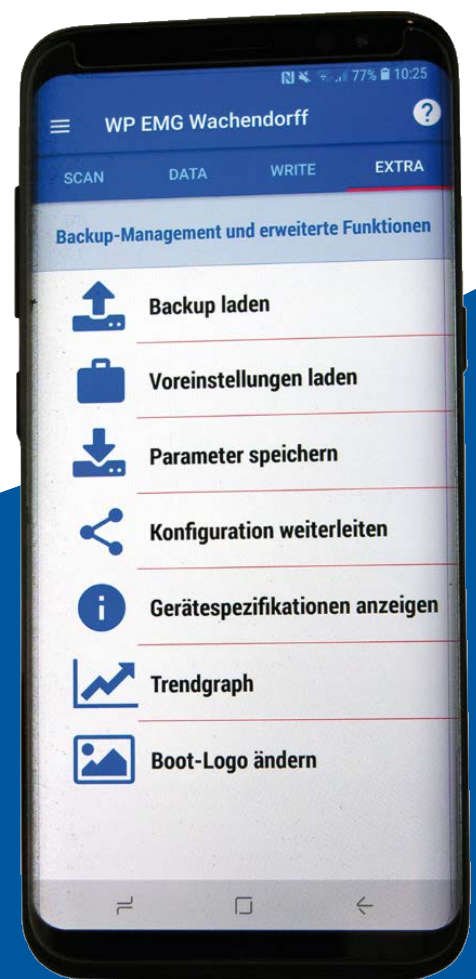 77% 10:25
WP EMG Wachendorff ?
SCAN DATA WRITE EXTRA
Backup-Management und erweiterte Funktionen
Backup laden
Voreinstellungen laden
Parameter speichern
Konfiguration weiterleiten
i Gerätespezifikationen anzeigen
Trendgraph
Boot-Logo ändern